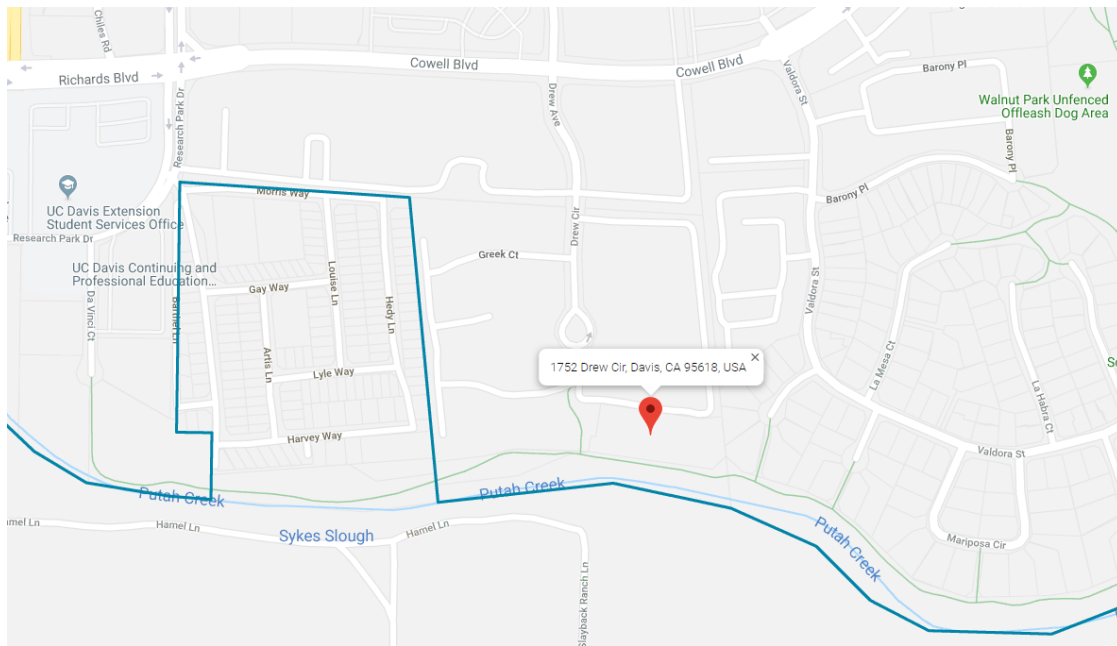 Chiles Rd
Richards Blvd
Cowell Blvd
Cowell Blvd
Research Park Dr
Drew Ave
Valdora St
Barony Pl
Walnut Park Unfenced
Offleash Dog Area
Barony Pl
UC Davis Extension
Student Services Office
Morris Way
Barony Pl
Research Park Dr
Drew Cir
Greek Ct
UC Davis Continuing and
Professional Education...
Gay Way
Louise Ln
Hedy Ln
Valdora St
Da Vinci Ct
Artis Ln
Lyle Way
1752 Drew Cir, Davis, CA 95618, USA
La Mesa Ct
La Habra Ct
Harvey Way
Valdora St
Putah Creek
Putah Creek
Hamel Ln
Sykes Slough
Hamel Ln
Putah Creek
Mariposa Cir
Slayback Ranch Ln